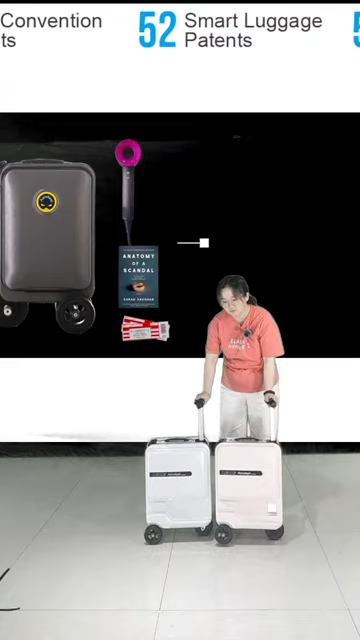 Convention
ts
52 Smart Luggage
Patents
ANATOMY
OF A
SCANDAL
SARAH VAUGHAN